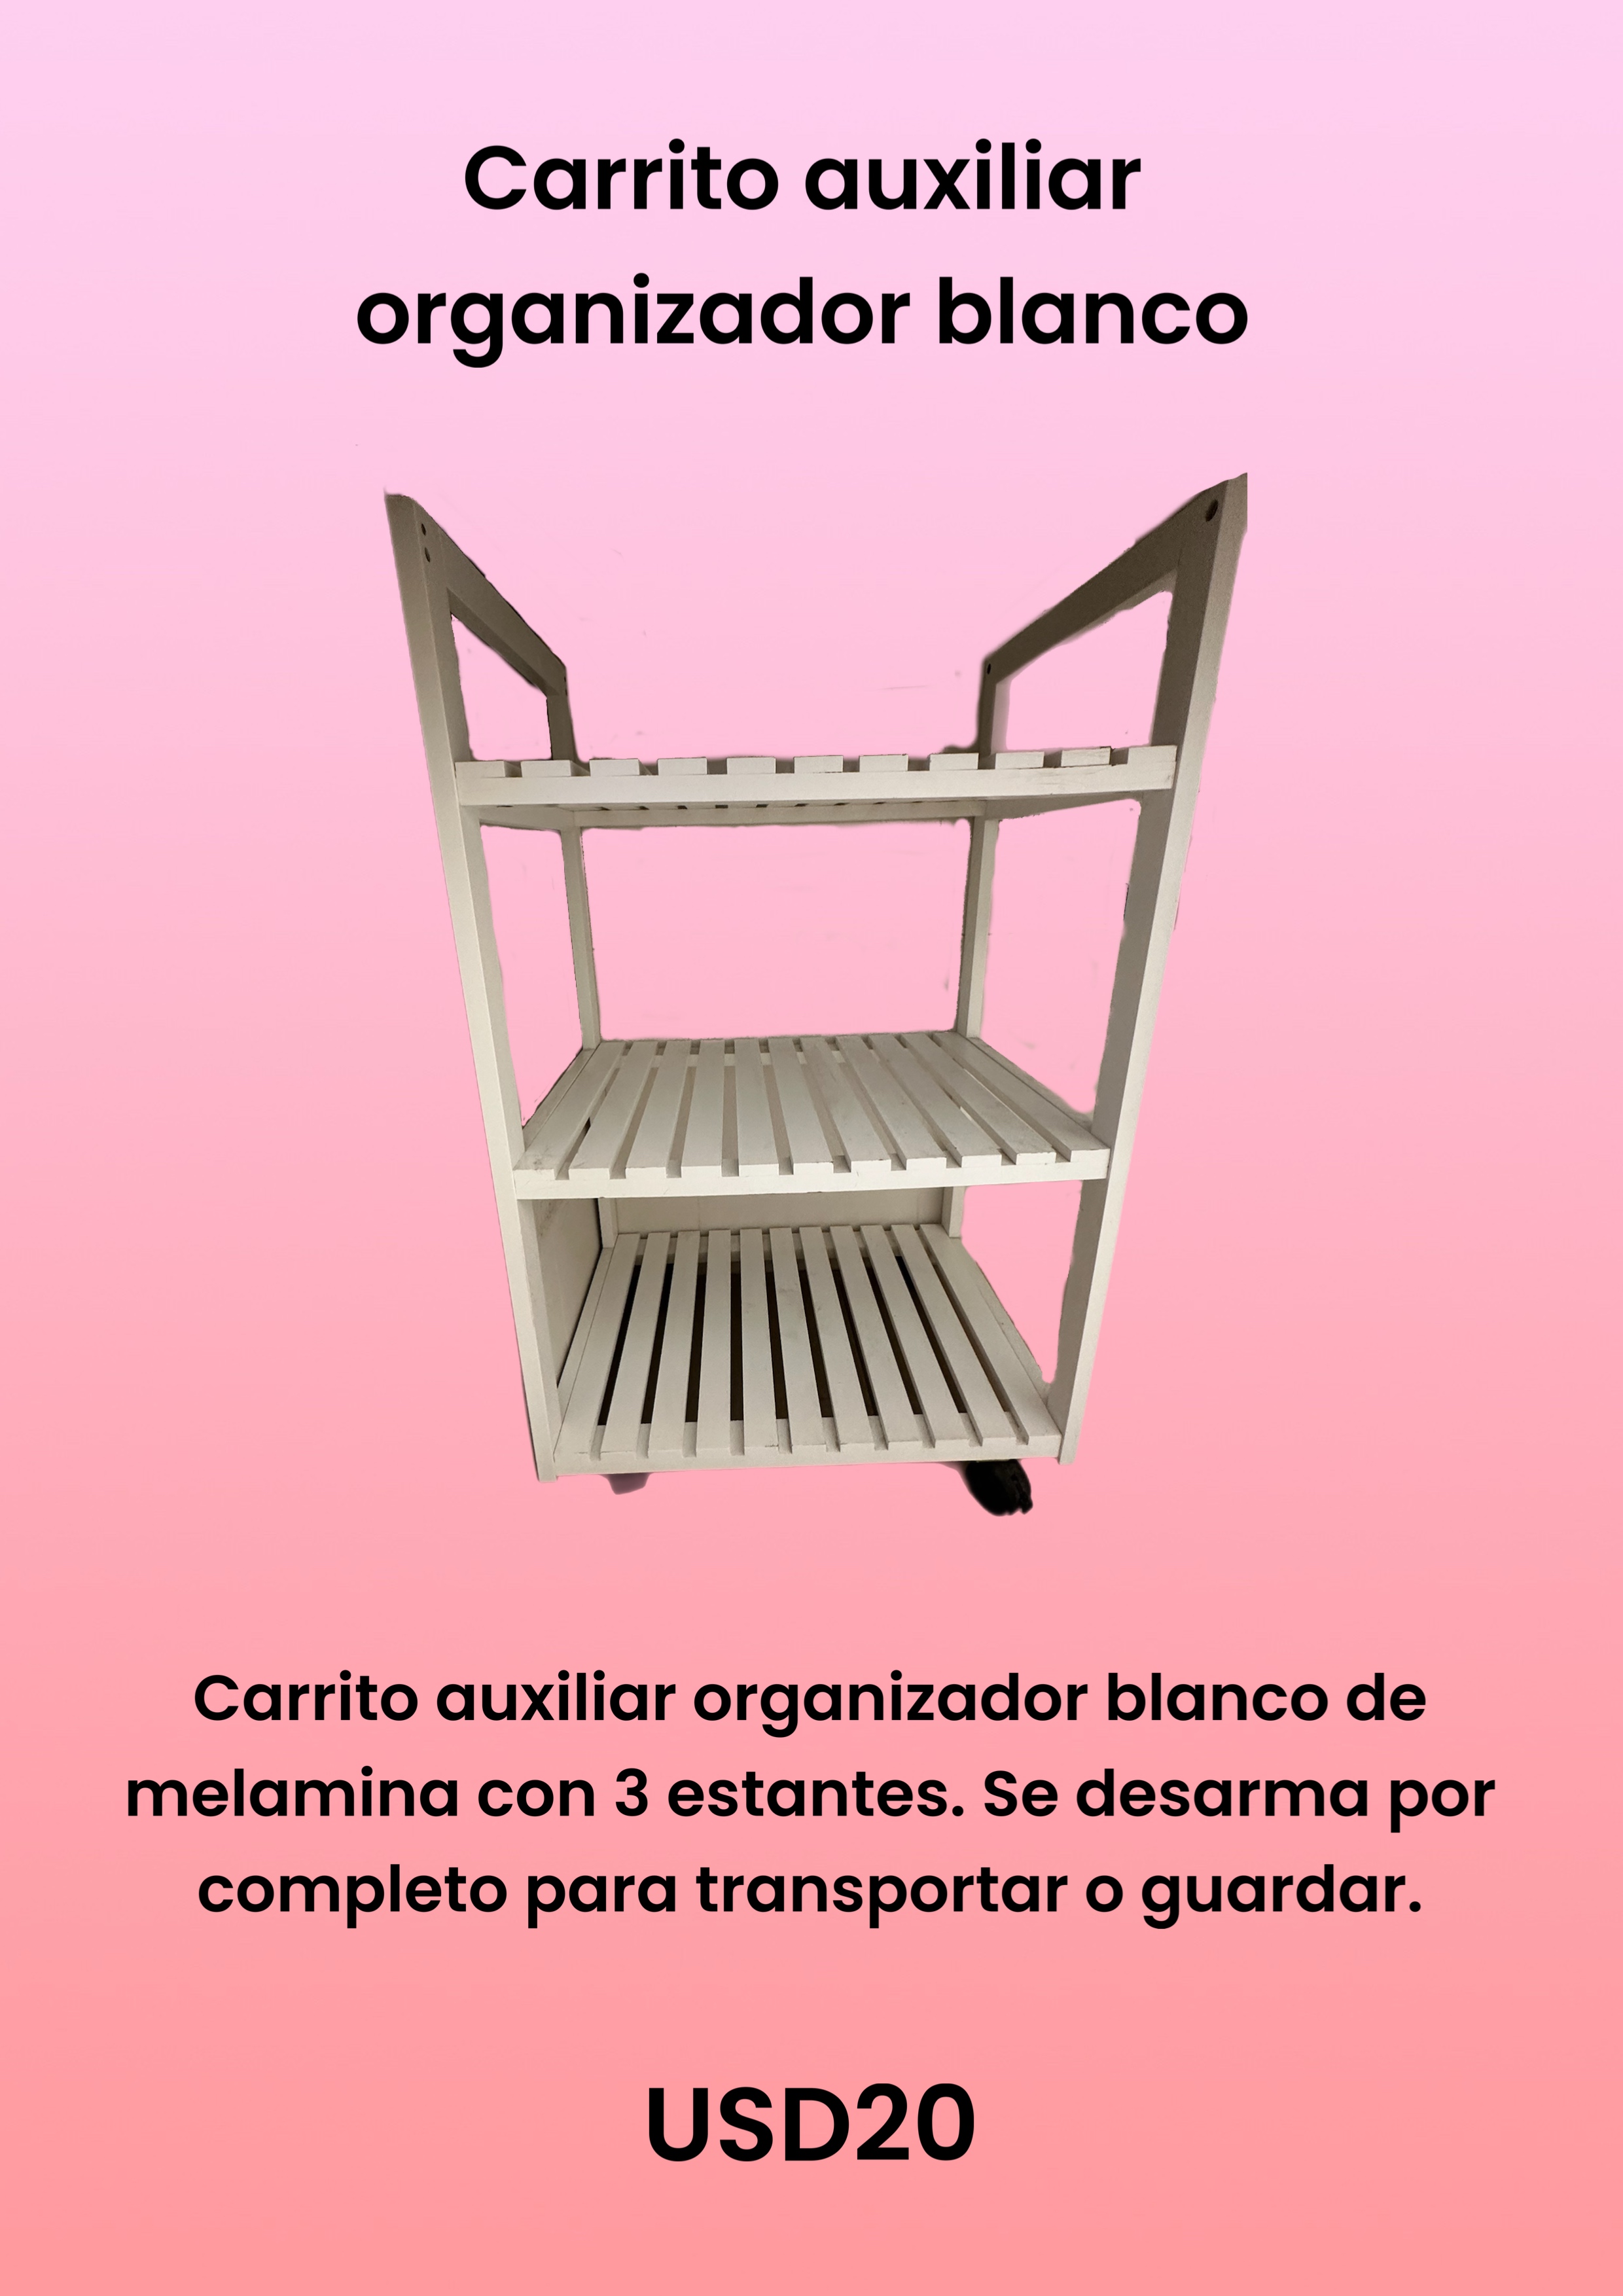 Carrito auxiliar
organizador blanco
Carrito auxiliar organizador blanco de
melamina con 3 estantes. Se desarma por
completo para transportar o guardar.
USD20